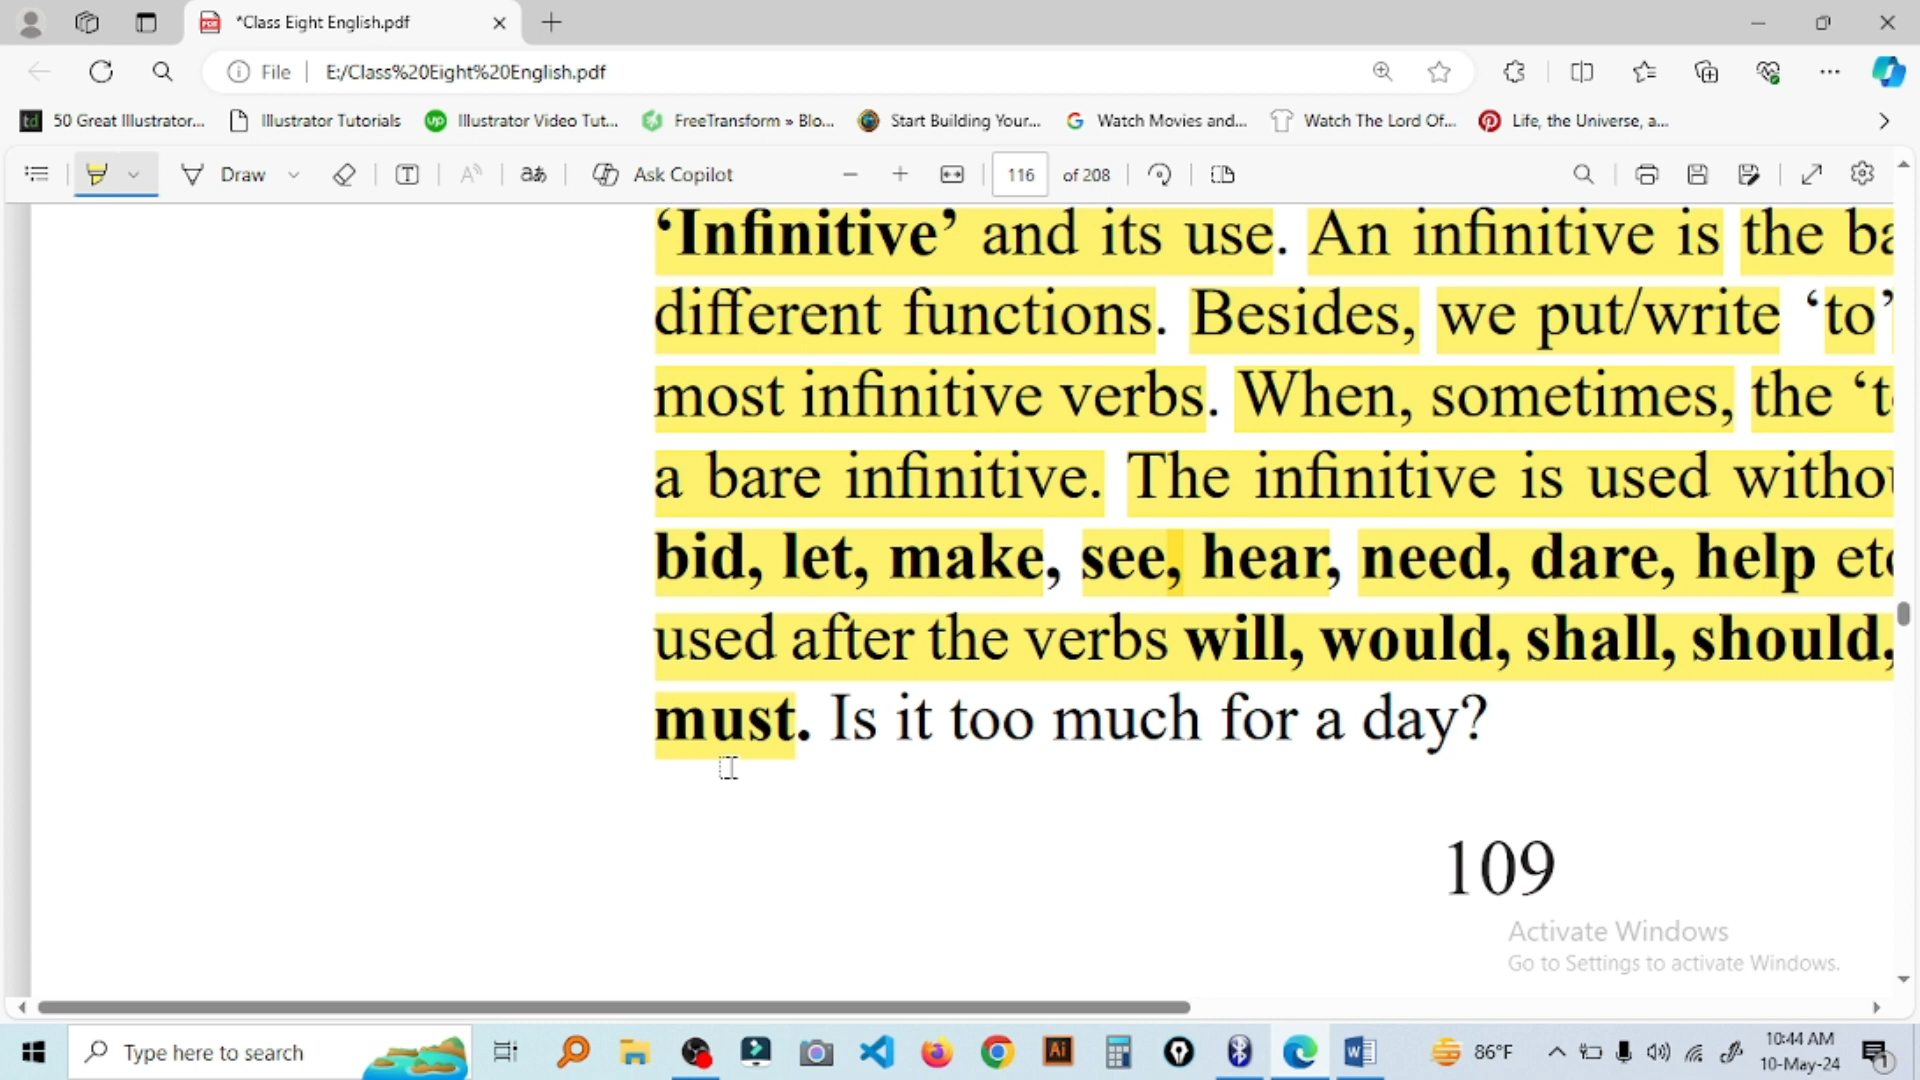 *Class Eight English.pdf
File E:/Class%20Eight%20English.pdf
50 Great Illustrator... Illustrator Tutorials Illustrator Video Tut... FreeTransform » Blo... Start Building Your... Watch Movies and... Watch The Lord Of... Life, the Universe, a...
Draw Ask Copilot 116 of 208
‘Infinitive’ and its use. An infinitive is the ba
different functions. Besides, we put/write ‘to’
most infinitive verbs. When, sometimes, the ‘t
a bare infinitive. The infinitive is used withou
bid, let, make, see, hear, need, dare, help etc
used after the verbs will, would, shall, should,
must. Is it too much for a day?
109
Activate Windows
Go to Settings to activate Windows.
Type here to search 86°F 10:44 AM
10-May-24